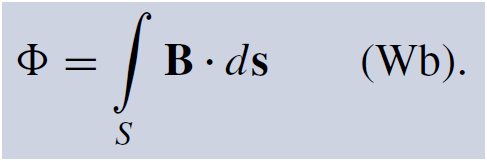 Φ = ∫_S 𝐁 · d𝐬 (Wb).